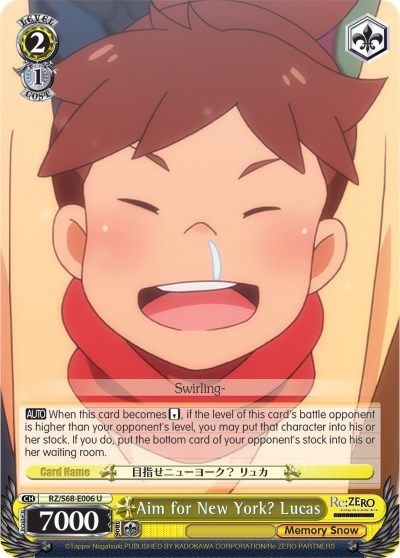 LEVEL
2
1
COST
Swirling-
AUTO When this card becomes [▼], if the level of this card's battle opponent
is higher than your opponent's level, you may put that character into his
or her stock. If you do, put the bottom card of your opponent's stock into his or
her waiting room.
Card Name 目指せニューヨーク? リュカ
CH RZ/S68-E006 U Aim for New York? Lucas Re:ZERO
POWER 7000 Memory Snow
©Tappei Nagatsuki,PUBLISHED BY KADOKAWA CORPORATION/Re:ZERO PARTNERS